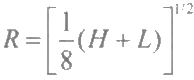 R = [1/8 (H + L)]^{1/2}